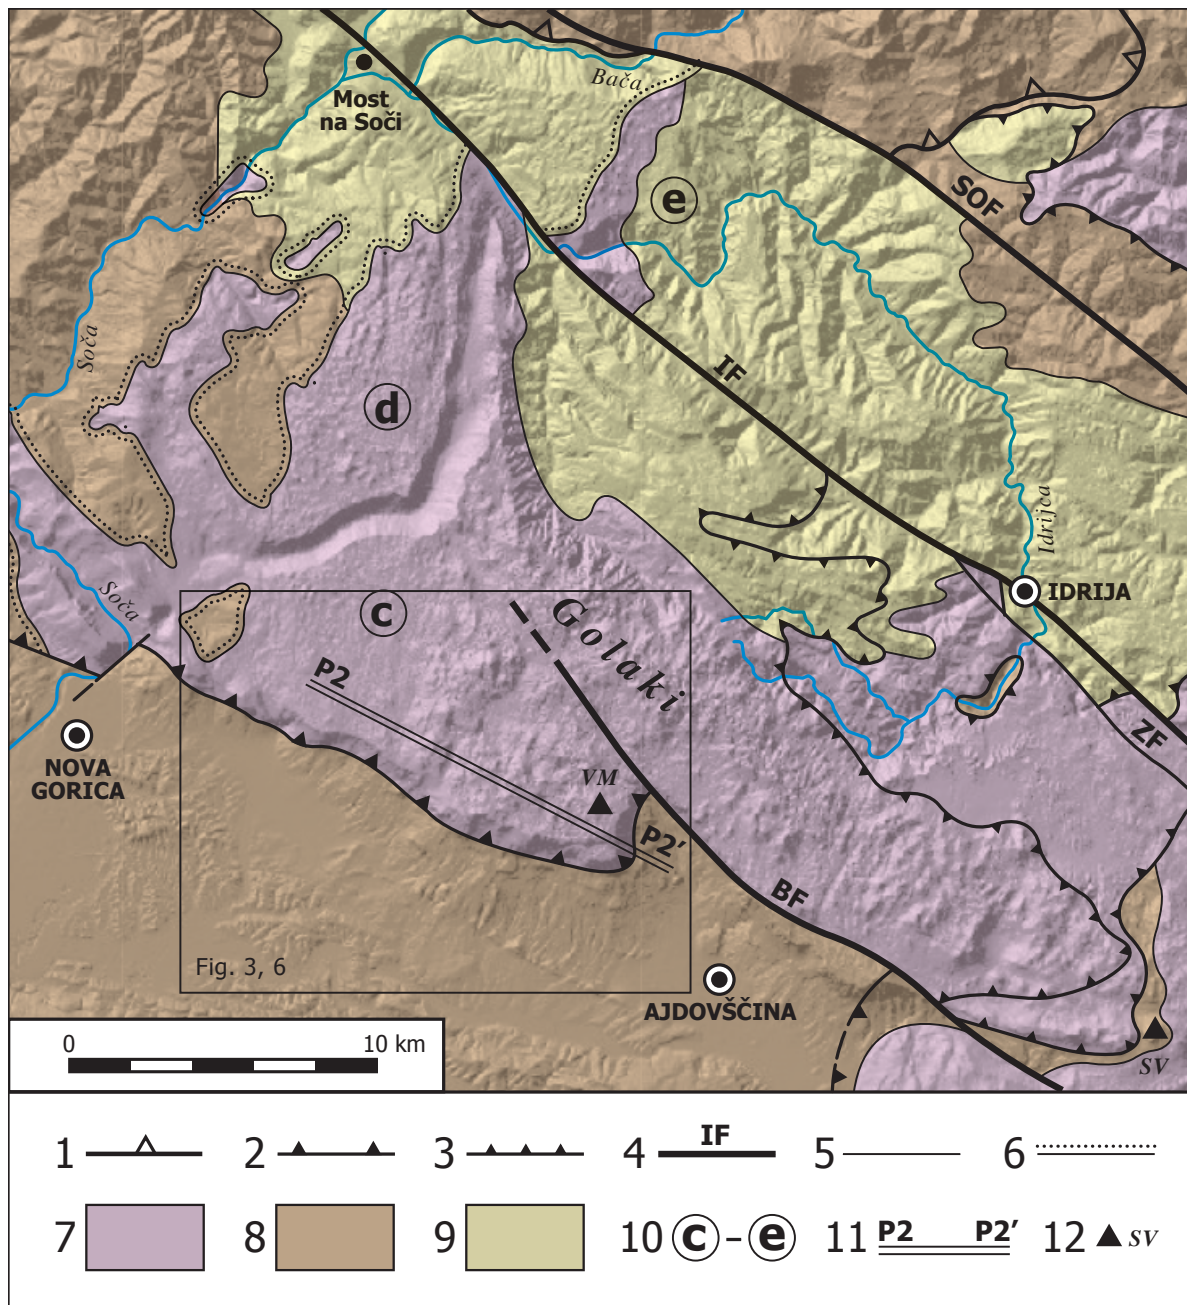 Most
na Soči
Bača
e
SOF
Soča
d
IF
Idrijca
Soča
c
Golaki
IDRIJA
P2
ZF
NOVA
GORICA
VM
P2’
BF
Fig. 3, 6
AJDOVŠČINA
SV
0 10 km
1 2 3 4 IF 5 6
7 8 9 10 c – e 11 P2 P2’ 12 SV